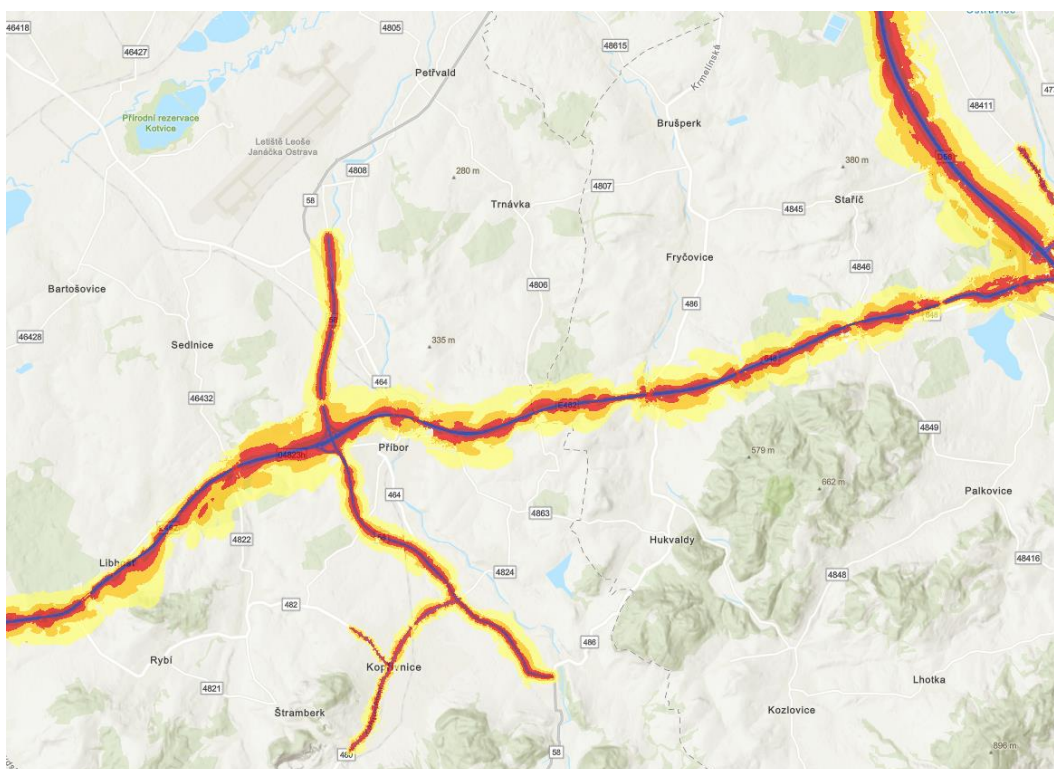 46418
4805
46427
48615
Petřvald
Krmelínská
48411
Přírodní rezervace
Kotvice
Brušperk
Letiště Leoše
Janáčka Ostrava
4808
380 m
280 m
4807
58
Trnávka
Staříč
4845
Fryčovice
4846
Bartošovice
4806
486
46428
Sedlnice
335 m
464
46432
Příbor
4849
579 m
464
662 m
Palkovice
4863
4822
Hukvaldy
48416
4824
4848
482
486
Rybí
4821
Lhotka
Štramberk
Kozlovice
58